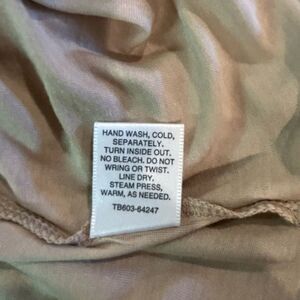 HAND WASH, COLD,
SEPARATELY.
TURN INSIDE OUT.
NO BLEACH. DO NOT
WRING OR TWIST.
LINE DRY.
STEAM PRESS,
WARM, AS NEEDED.
TB603-64247